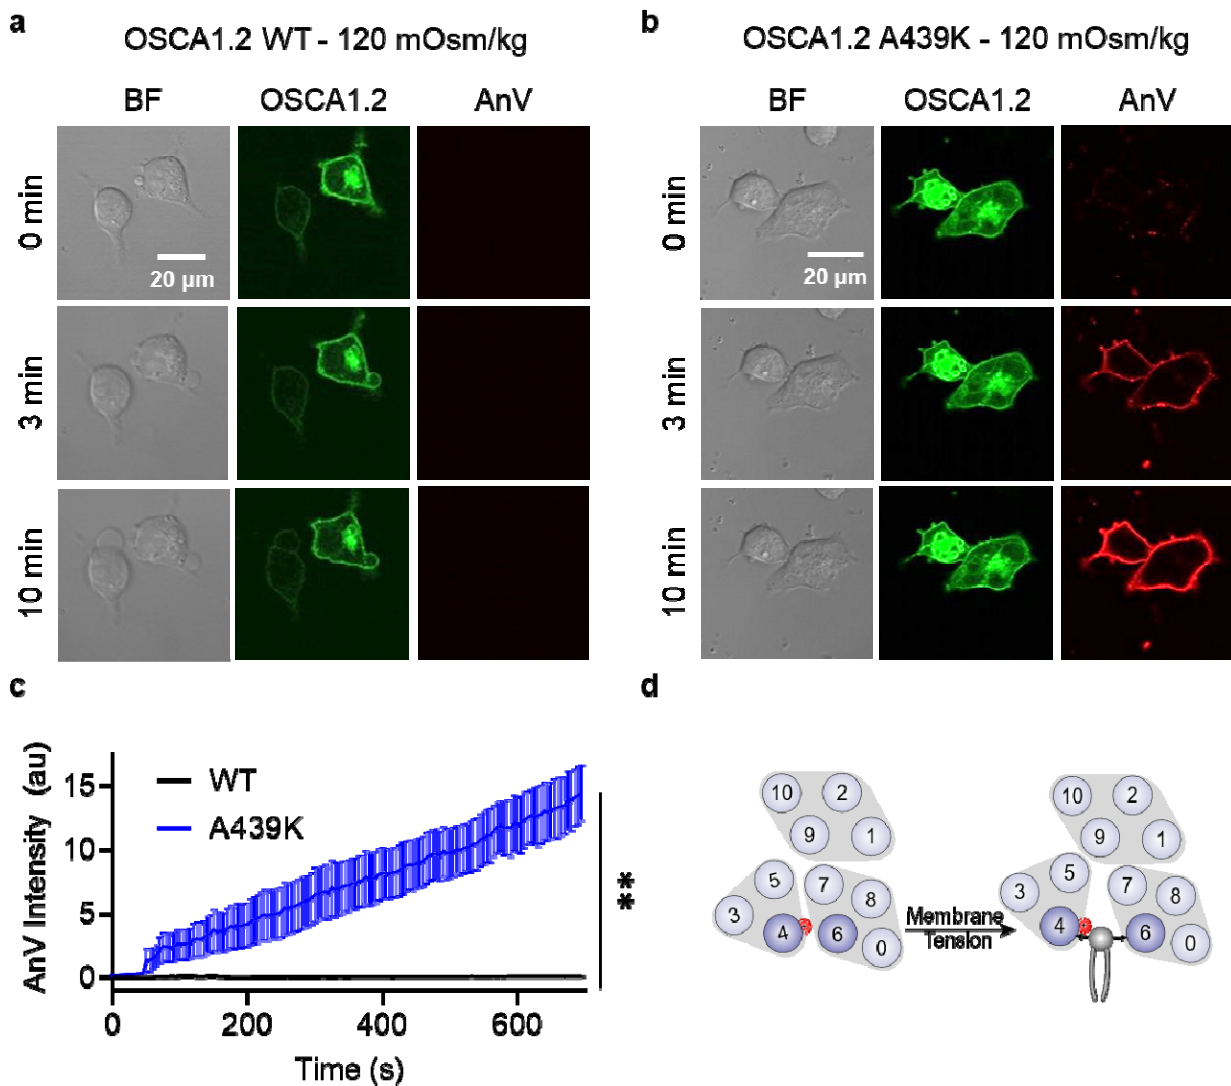 a
OSCA1.2 WT - 120 mOsm/kg
BF OSCA1.2 AnV
0 min
20 µm
3 min
10 min
b
OSCA1.2 A439K - 120 mOsm/kg
BF OSCA1.2 AnV
0 min
20 µm
3 min
10 min
c
AnV Intensity (au)
15
10
5
0
WT
A439K
**
0 200 400 600
Time (s)
d
10 2
9 1
5 7 8
3 4 6 0
Membrane
Tension
10 2
9 1
5 7 8
3 4 6 0